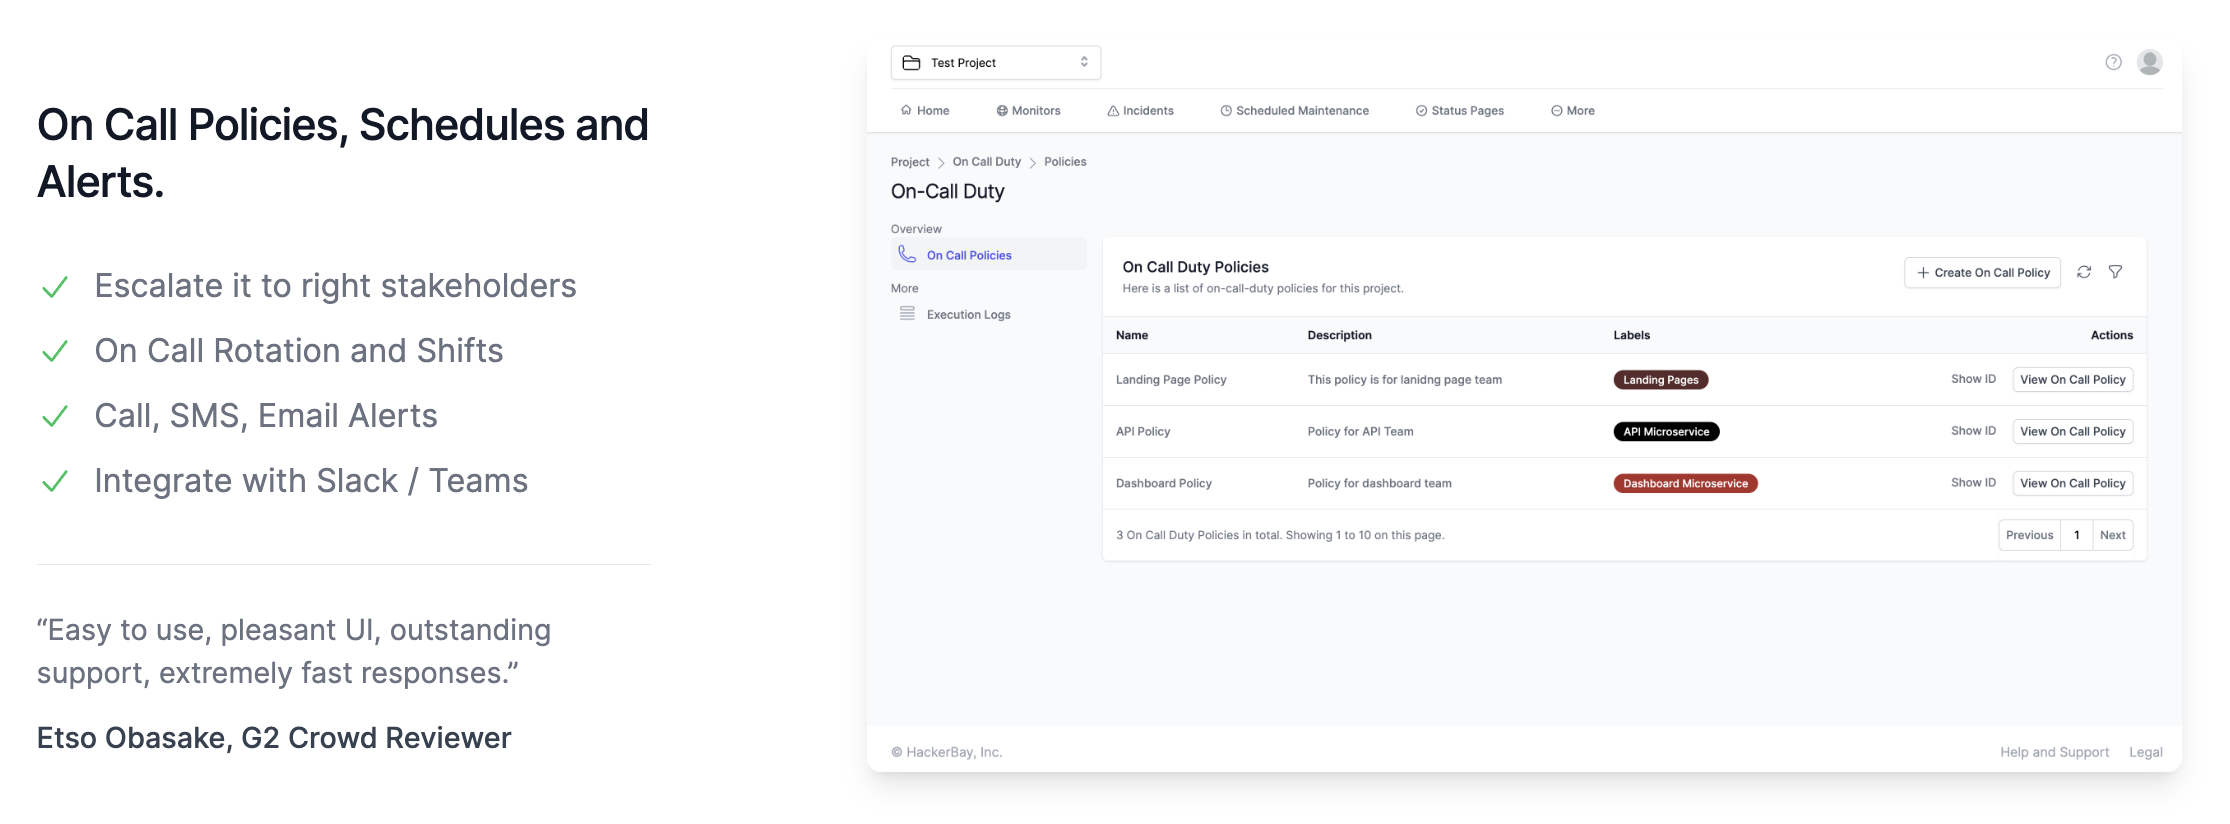 On Call Policies, Schedules and
Alerts.
Escalate it to right stakeholders
On Call Rotation and Shifts
Call, SMS, Email Alerts
Integrate with Slack / Teams
“Easy to use, pleasant UI, outstanding
support, extremely fast responses.”
Etso Obasake, G2 Crowd Reviewer
Test Project
Home Monitors Incidents Scheduled Maintenance Status Pages More
Project > On Call Duty > Policies
On-Call Duty
Overview
On Call Policies
More
Execution Logs
On Call Duty Policies
Here is a list of on-call-duty policies for this project.
+ Create On Call Policy
Name Description Labels Actions
Landing Page Policy This policy is for lanidng page team Landing Pages Show ID View On Call Policy
API Policy Policy for API Team API Microservice Show ID View On Call Policy
Dashboard Policy Policy for dashboard team Dashboard Microservice Show ID View On Call Policy
3 On Call Duty Policies in total. Showing 1 to 10 on this page. Previous 1 Next
© HackerBay, Inc. Help and Support Legal